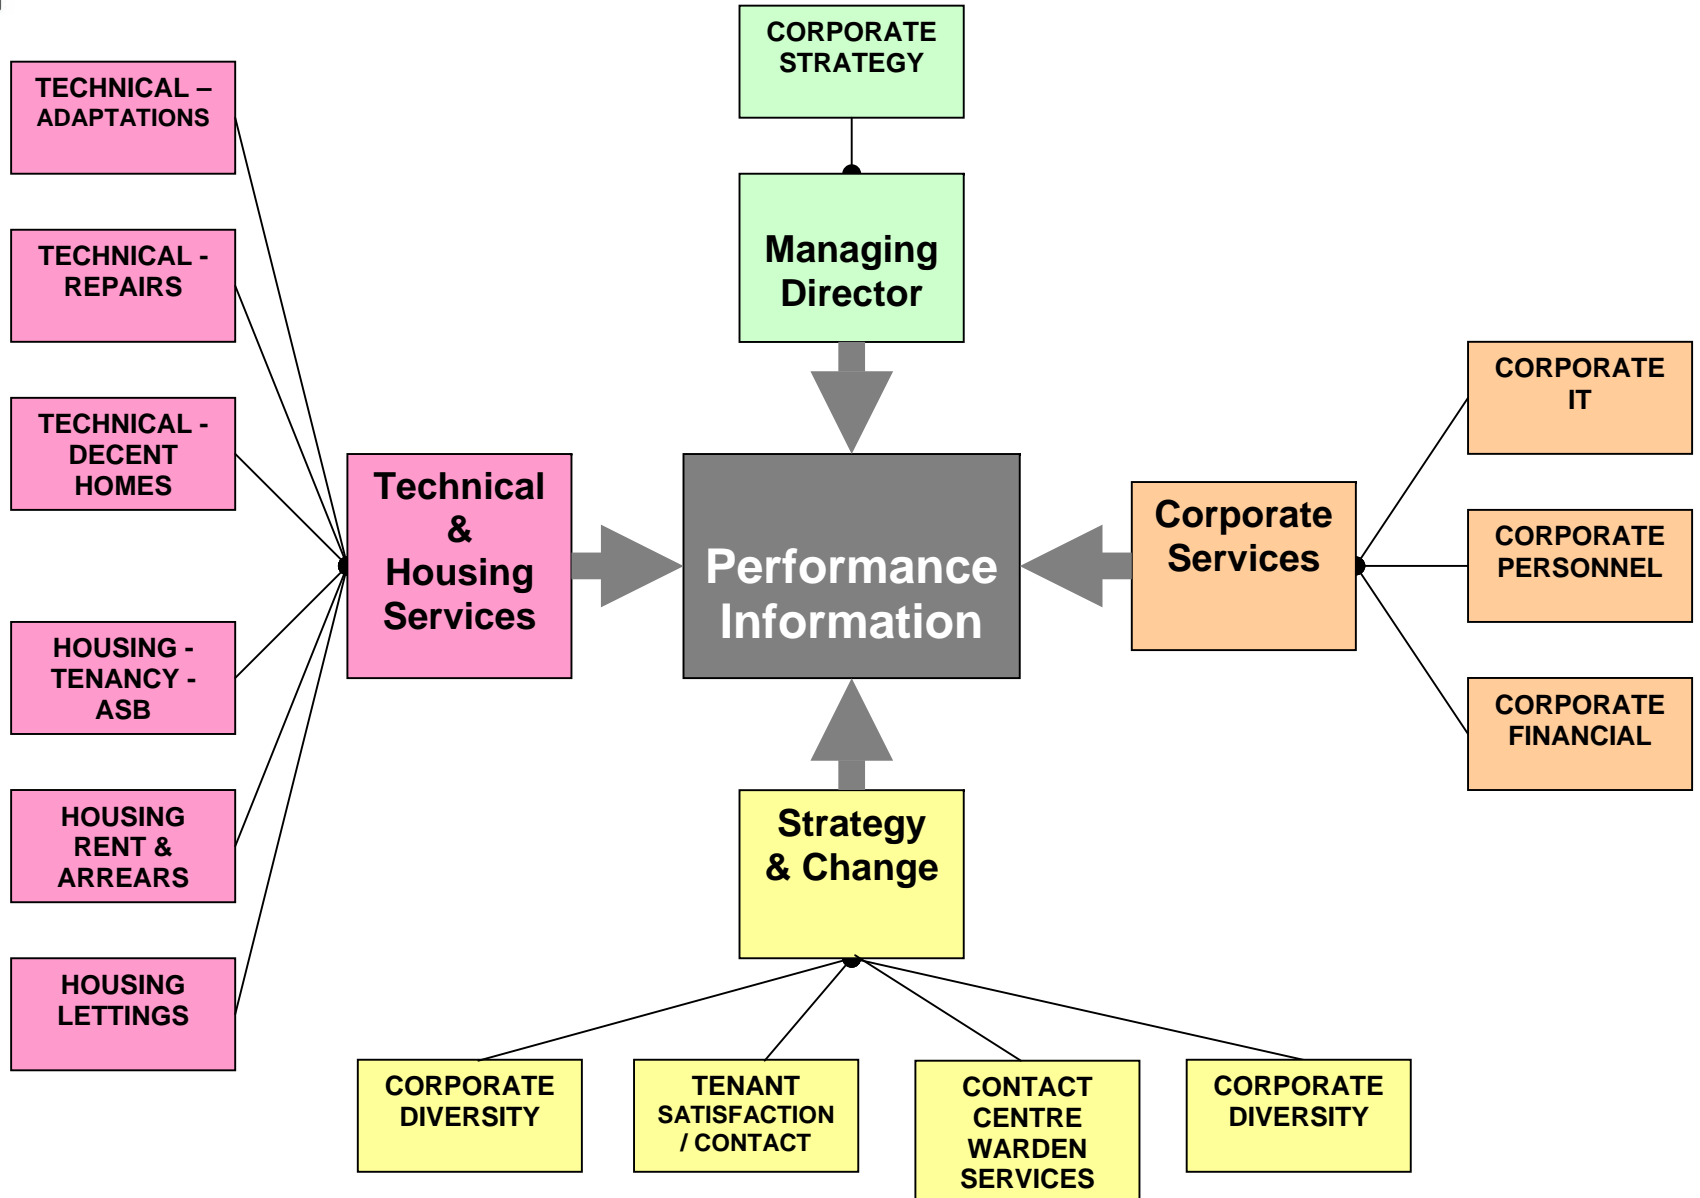 CORPORATE
STRATEGY
TECHNICAL –
ADAPTATIONS
Managing
Director
TECHNICAL -
REPAIRS
TECHNICAL -
DECENT
HOMES
HOUSING -
TENANCY -
ASB
HOUSING
RENT &
ARREARS
HOUSING
LETTINGS
Technical
&
Housing
Services
Performance
Information
Corporate
Services
CORPORATE
IT
CORPORATE
PERSONNEL
CORPORATE
FINANCIAL
Strategy
& Change
CORPORATE
DIVERSITY
TENANT
SATISFACTION
/ CONTACT
CONTACT
CENTRE
WARDEN
SERVICES
CORPORATE
DIVERSITY